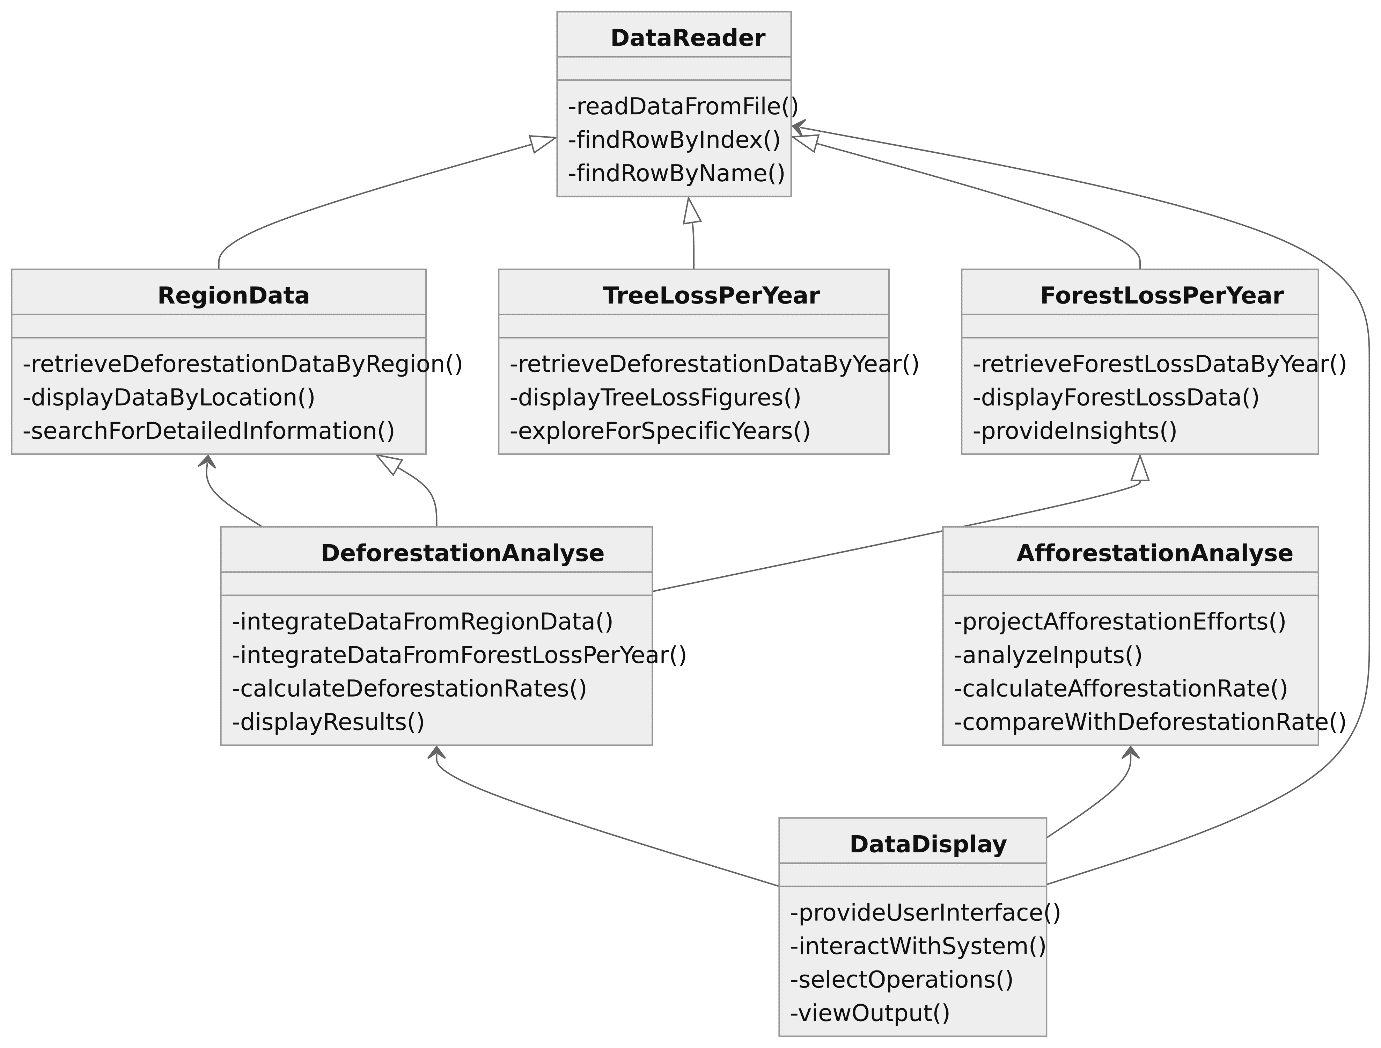 DataReader
-readDataFromFile()
-findRowByIndex()
-findRowByName()
RegionData
-retrieveDeforestationDataByRegion()
-displayDataByLocation()
-searchForDetailedInformation()
TreeLossPerYear
-retrieveDeforestationDataByYear()
-displayTreeLossFigures()
-exploreForSpecificYears()
ForestLossPerYear
-retrieveForestLossDataByYear()
-displayForestLossData()
-provideInsights()
DeforestationAnalyse
-integrateDataFromRegionData()
-integrateDataFromForestLossPerYear()
-calculateDeforestationRates()
-displayResults()
AfforestationAnalyse
-projectAfforestationEfforts()
-analyzeInputs()
-calculateAfforestationRate()
-compareWithDeforestationRate()
DataDisplay
-provideUserInterface()
-interactWithSystem()
-selectOperations()
-viewOutput()